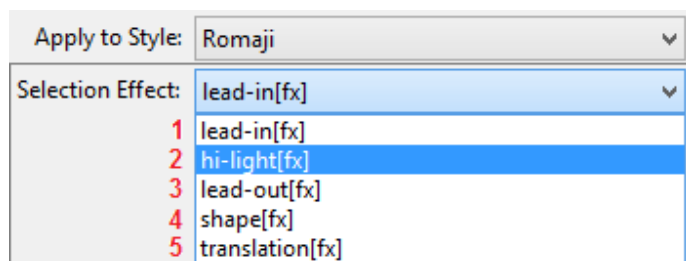 Apply to Style: Romaji
Selection Effect: lead-in[fx]
1 lead-in[fx]
2 hi-light[fx]
3 lead-out[fx]
4 shape[fx]
5 translation[fx]